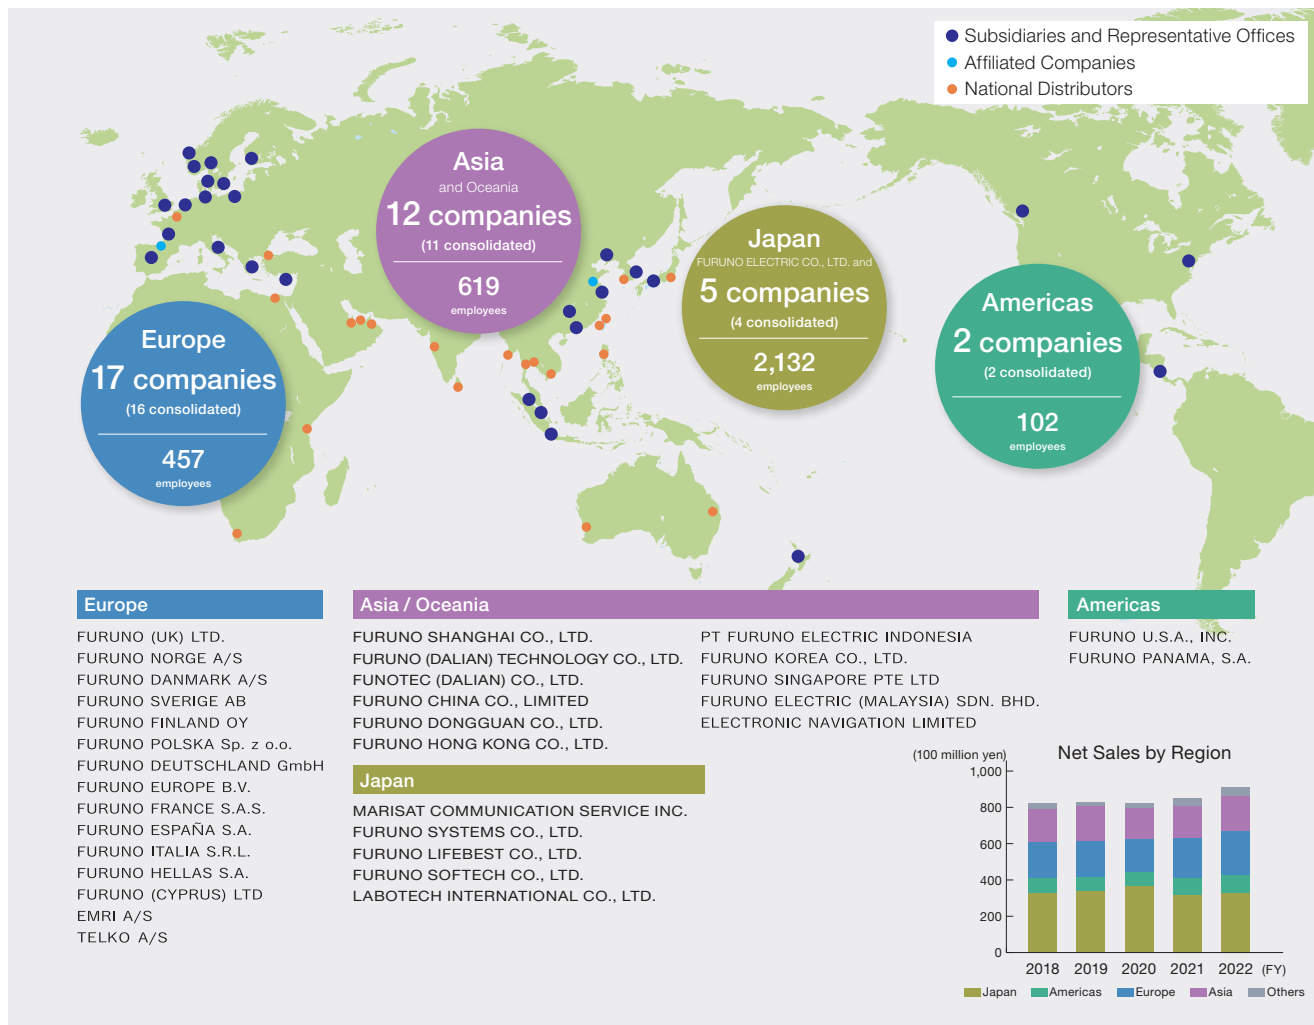 Subsidiaries and Representative Offices
Affiliated Companies
National Distributors
Asia
and Oceania
12 companies
(11 consolidated)
619
employees
Japan
FURUNO ELECTRIC CO., LTD. and
5 companies
(4 consolidated)
2,132
employees
Americas
2 companies
(2 consolidated)
102
employees
Europe
17 companies
(16 consolidated)
457
employees
Europe
FURUNO (UK) LTD.
FURUNO NORGE A/S
FURUNO DANMARK A/S
FURUNO SVERIGE AB
FURUNO FINLAND OY
FURUNO POLSKA Sp. z o.o.
FURUNO DEUTSCHLAND GmbH
FURUNO EUROPE B.V.
FURUNO FRANCE S.A.S.
FURUNO ESPAÑA S.A.
FURUNO ITALIA S.R.L.
FURUNO HELLAS S.A.
FURUNO (CYPRUS) LTD
EMRI A/S
TELKO A/S
Asia / Oceania
FURUNO SHANGHAI CO., LTD.
FURUNO (DALIAN) TECHNOLOGY CO., LTD.
FUNOTEC (DALIAN) CO., LTD.
FURUNO CHINA CO., LIMITED
FURUNO DONGGUAN CO., LTD.
FURUNO HONG KONG CO., LTD.
PT FURUNO ELECTRIC INDONESIA
FURUNO KOREA CO., LTD.
FURUNO SINGAPORE PTE LTD
FURUNO ELECTRIC (MALAYSIA) SDN. BHD.
ELECTRONIC NAVIGATION LIMITED
Americas
FURUNO U.S.A., INC.
FURUNO PANAMA, S.A.
Japan
MARISAT COMMUNICATION SERVICE INC.
FURUNO SYSTEMS CO., LTD.
FURUNO LIFEBEST CO., LTD.
FURUNO SOFTECH CO., LTD.
LABOTECH INTERNATIONAL CO., LTD.
(100 million yen)
Net Sales by Region
1,000
800
600
400
200
0
2018 2019 2020 2021 2022 (FY)
Japan Americas Europe Asia Others